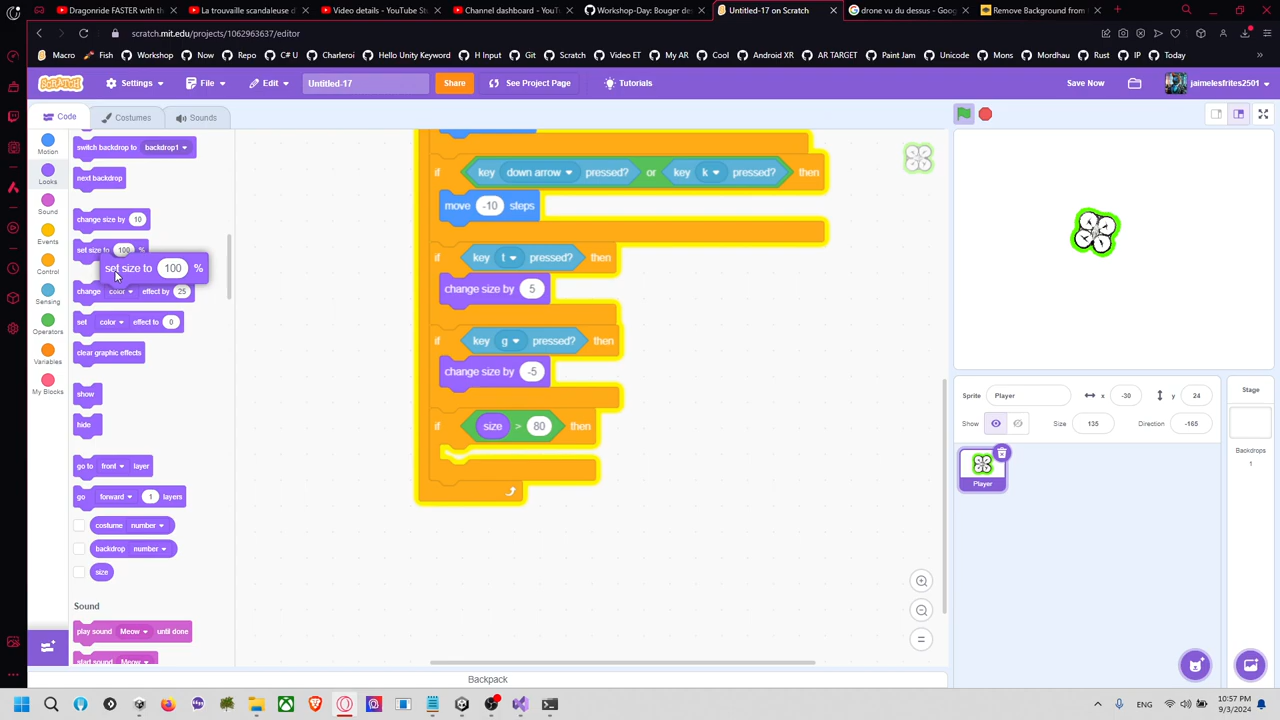 Dragonride FASTER with t
La trouvaille scandaleuse d
Video details - YouTube St
Channel dashboard - YouT
Workshop-Day: Bouger de
Untitled-17 on Scratch
drone vu du dessus - Goog
Remove Background from I
scratch.mit.edu/projects/1062963637/editor
Macro
Fish
Workshop
Now
Repo
C# U
Charleroi
Hello Unity Keyword
H Input
Git
Scratch
Video ET
My AR
Cool
Android XR
AR TARGET
Paint Jam
Unicode
Mons
Mordhau
Rust
IP
Today
SCRATCH
Settings
File
Edit
Untitled-17
Share
See Project Page
Tutorials
Save Now
jaimelesfrites2501
Code
Costumes
Sounds
Motion
Looks
Sound
Events
Control
Sensing
Operators
Variables
My Blocks
switch backdrop to backdrop1
next backdrop
change size by 10
set size to 100 %
set size to 100 %
change color effect by 25
set color effect to 0
clear graphic effects
show
hide
go to front layer
go forward 1 layers
costume number
backdrop number
size
Sound
play sound Meow until done
start sound Meow
if key down arrow pressed? or key k pressed? then
move -10 steps
if key t pressed? then
change size by 5
if key g pressed? then
change size by -5
if size > 80 then
Sprite Player x -30 y 24
Show Size 135 Direction -165
Player
Stage
Backdrops
1
Backpack
ENG
10:57 PM
9/3/2024